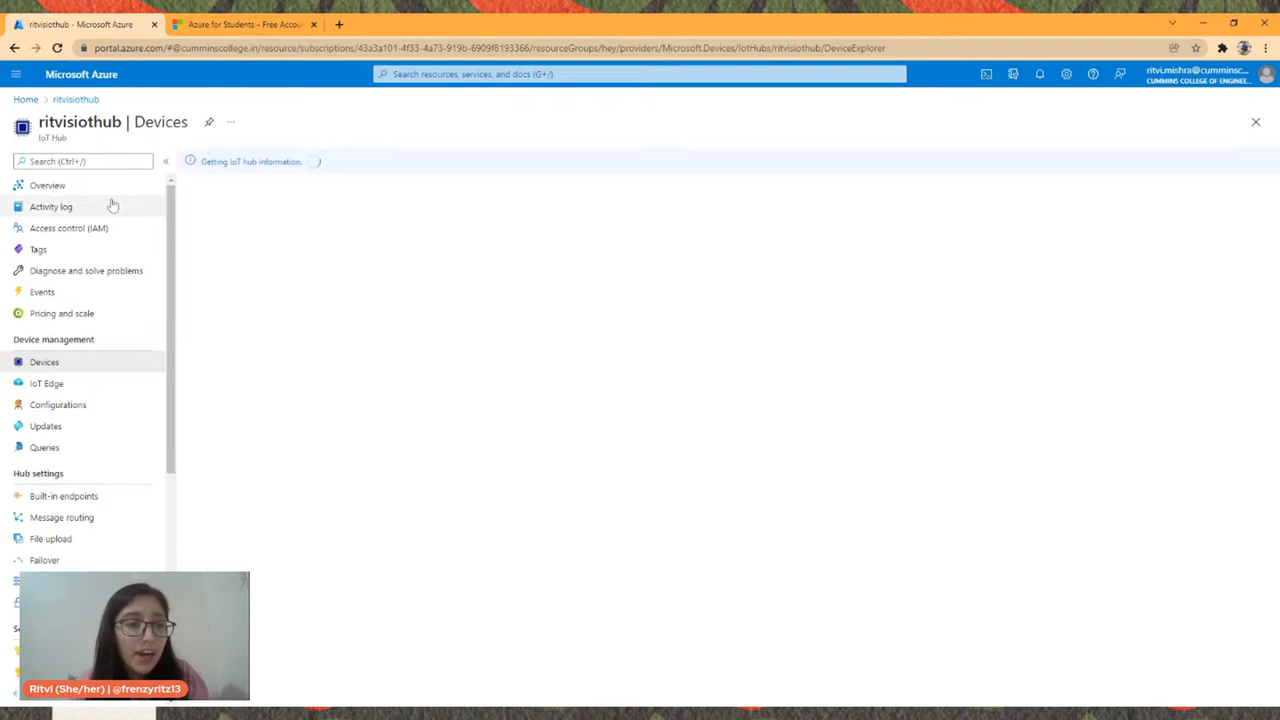 ritvisiothub - Microsoft Azure
Azure for Students – Free Accou
portal.azure.com/#@cumminscollege.in/resource/subscriptions/43a3a101-4f33-4a73-919b-6909f8193366/resourceGroups/hey/providers/Microsoft.Devices/IotHubs/ritvisiothub/DeviceExplorer
Microsoft Azure
Search resources, services, and docs (G+/)
ritvi.mishra@cumminsc...
CUMMINS COLLEGE OF ENGINEE...
Home > ritvisiothub
ritvisiothub | Devices
IoT Hub
Search (Ctrl+/)
Getting IoT hub information.
Overview
Activity log
Access control (IAM)
Tags
Diagnose and solve problems
Events
Pricing and scale
Device management
Devices
IoT Edge
Configurations
Updates
Queries
Hub settings
Built-in endpoints
Message routing
File upload
Failover
Ritvi (She/her) | @frenzyritz13